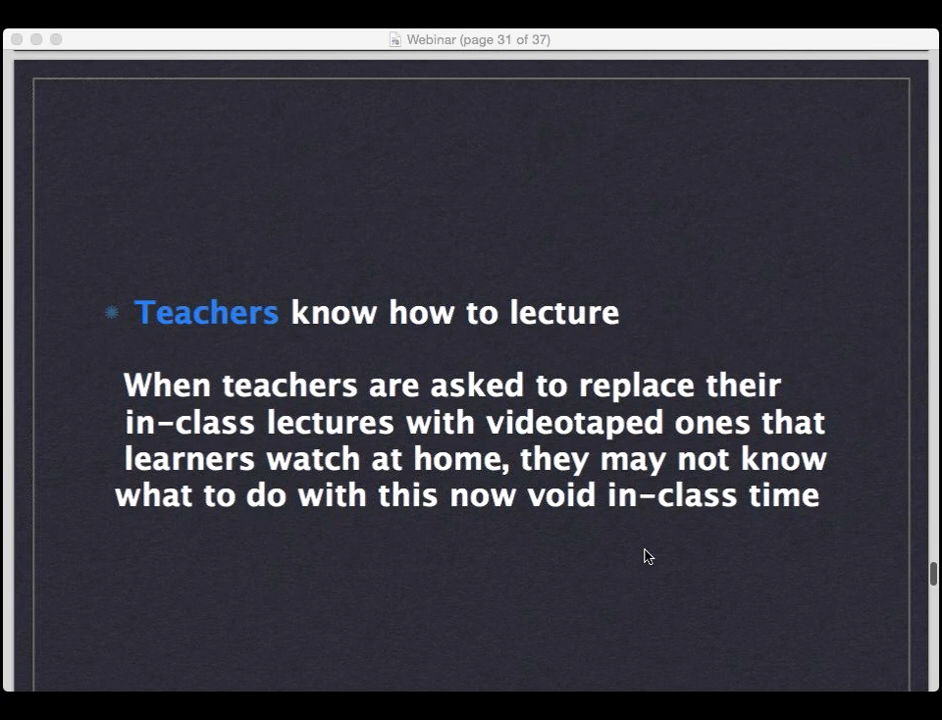 Webinar (page 31 of 37)
Teachers know how to lecture
When teachers are asked to replace their
in-class lectures with videotaped ones that
learners watch at home, they may not know
what to do with this now void in-class time